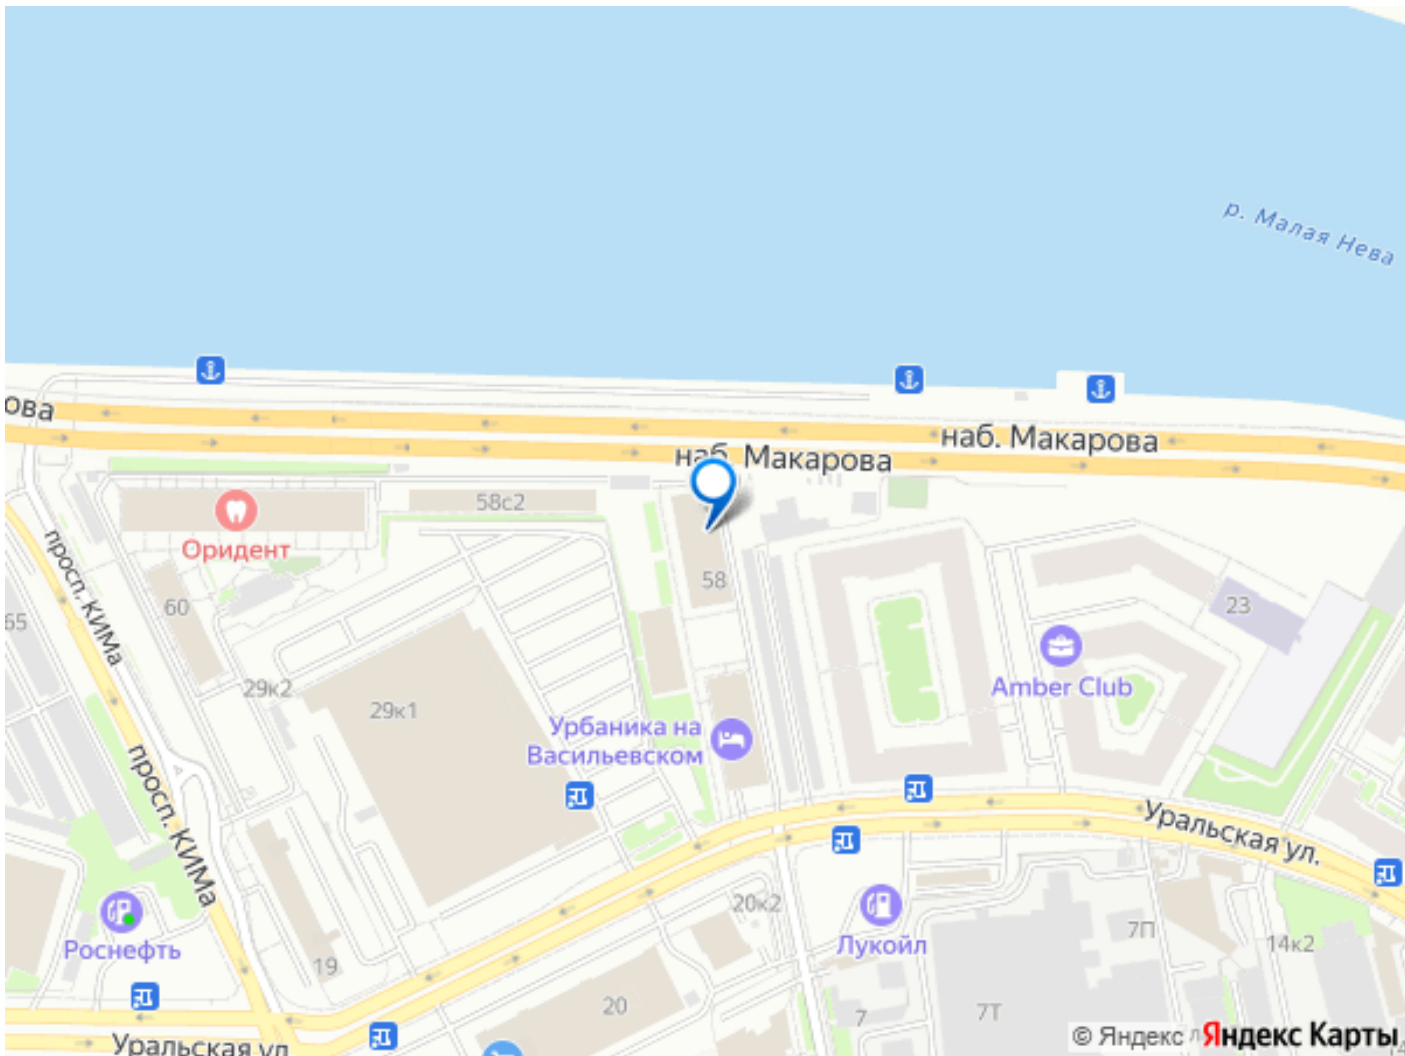 р. Малая Нева
ова
наб. Макарова
наб. Макарова
58с2
Оридент
просп. КИМа
58
60
23
65
29к2
29к1
Amber Club
Урбаника на
Васильевском
просп. КИМа
Уральская ул.
20к2
Роснефть
Лукойл
7П
14к2
19
20
7
7Т
Уральская ул
© Яндекс
Яндекс Карты